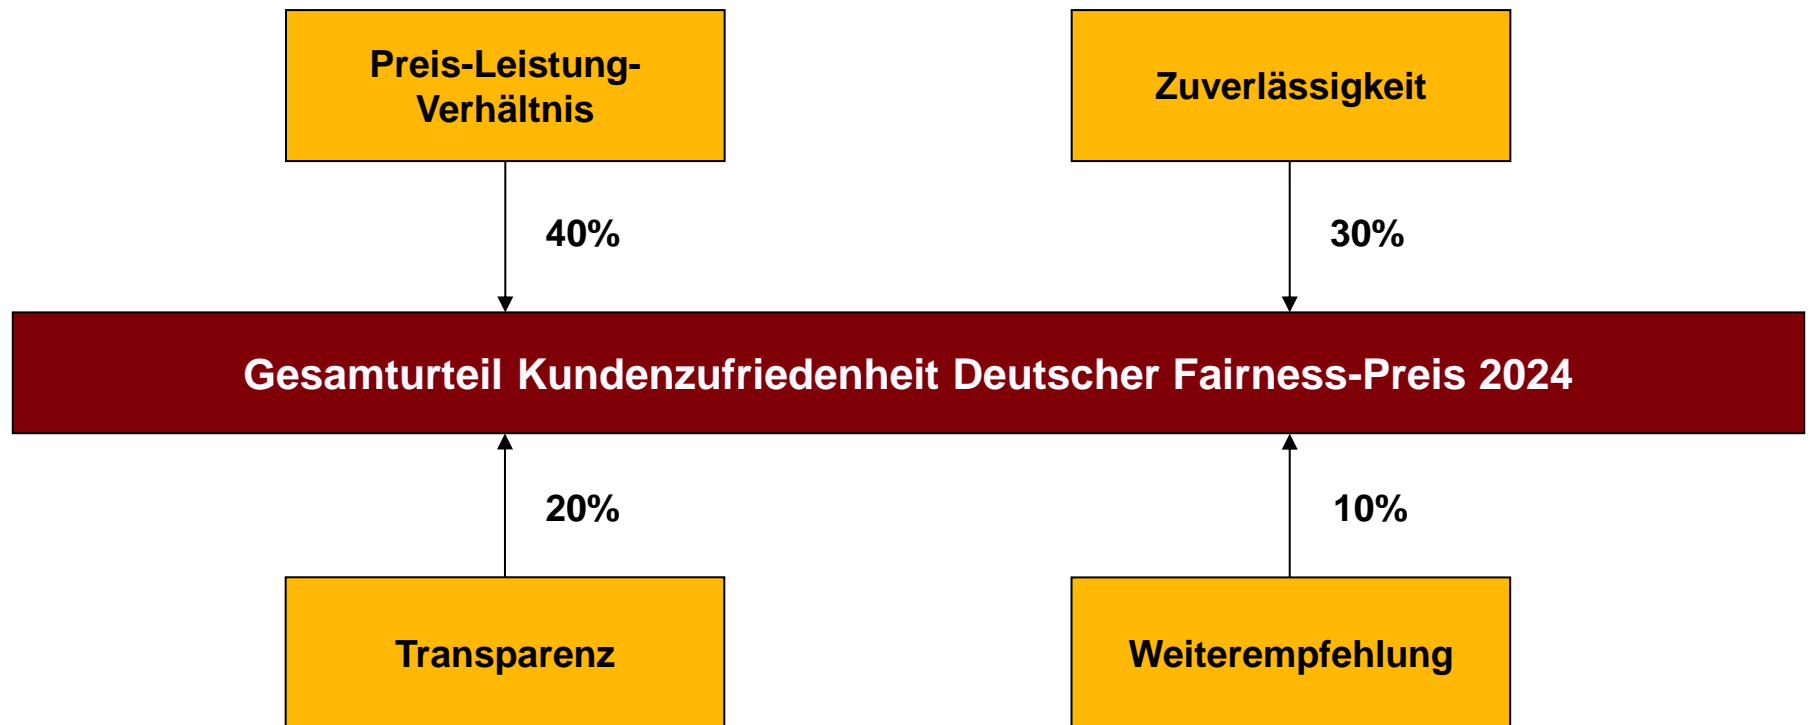 Preis-Leistung-
Verhältnis
Zuverlässigkeit
40%
30%
Gesamturteil Kundenzufriedenheit Deutscher Fairness-Preis 2024
20%
10%
Transparenz
Weiterempfehlung